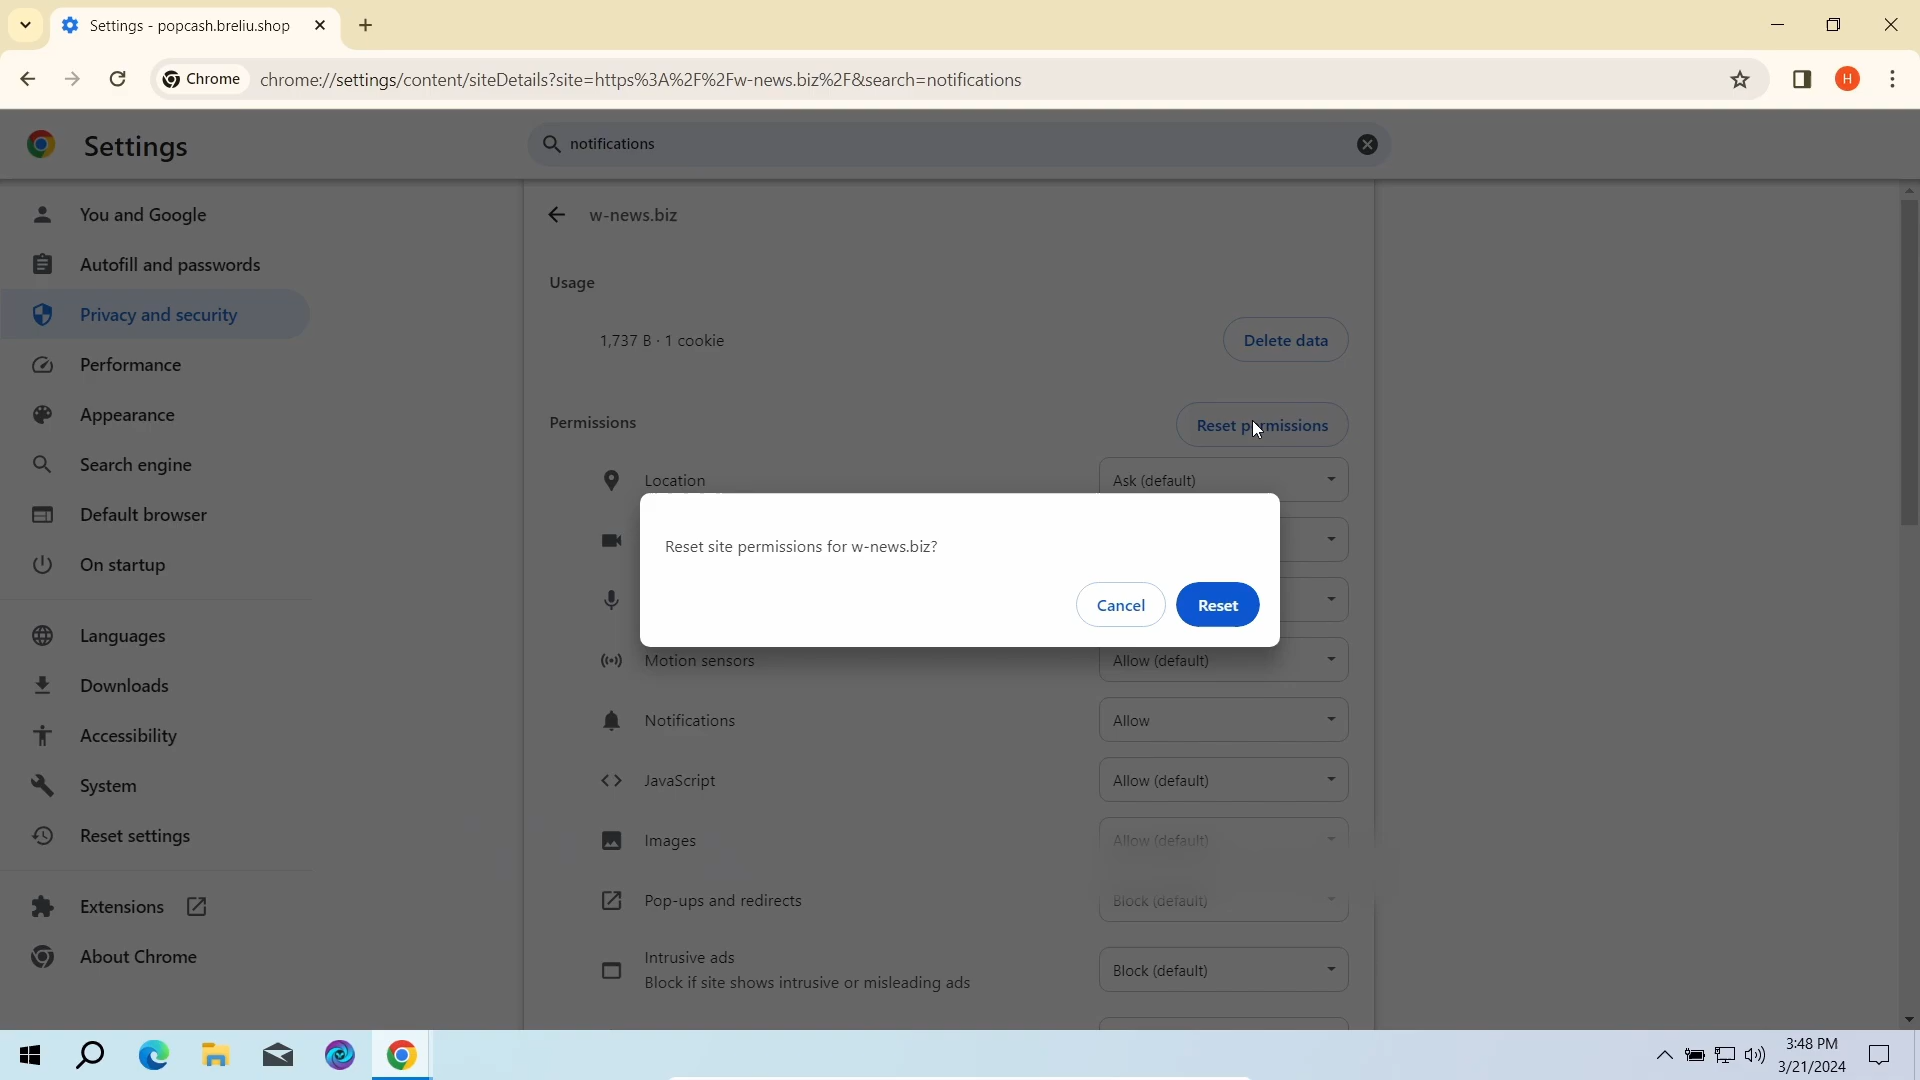 Settings - popcash.breliu.shop
Chrome
chrome://settings/content/siteDetails?site=https%3A%2F%2Fw-news.biz%2F&search=notifications
H
Settings
notifications
You and Google
Autofill and passwords
Privacy and security
Performance
Appearance
Search engine
Default browser
On startup
Languages
Downloads
Accessibility
System
Reset settings
Extensions
About Chrome
w-news.biz
Usage
1,737 B · 1 cookie
Delete data
Permissions
Reset permissions
Location
Ask (default)
Reset site permissions for w-news.biz?
Cancel
Reset
Motion sensors
Allow (default)
Notifications
Allow
JavaScript
Allow (default)
Images
Allow (default)
Pop-ups and redirects
Block (default)
Intrusive ads
Block if site shows intrusive or misleading ads
Block (default)
3:48 PM
3/21/2024